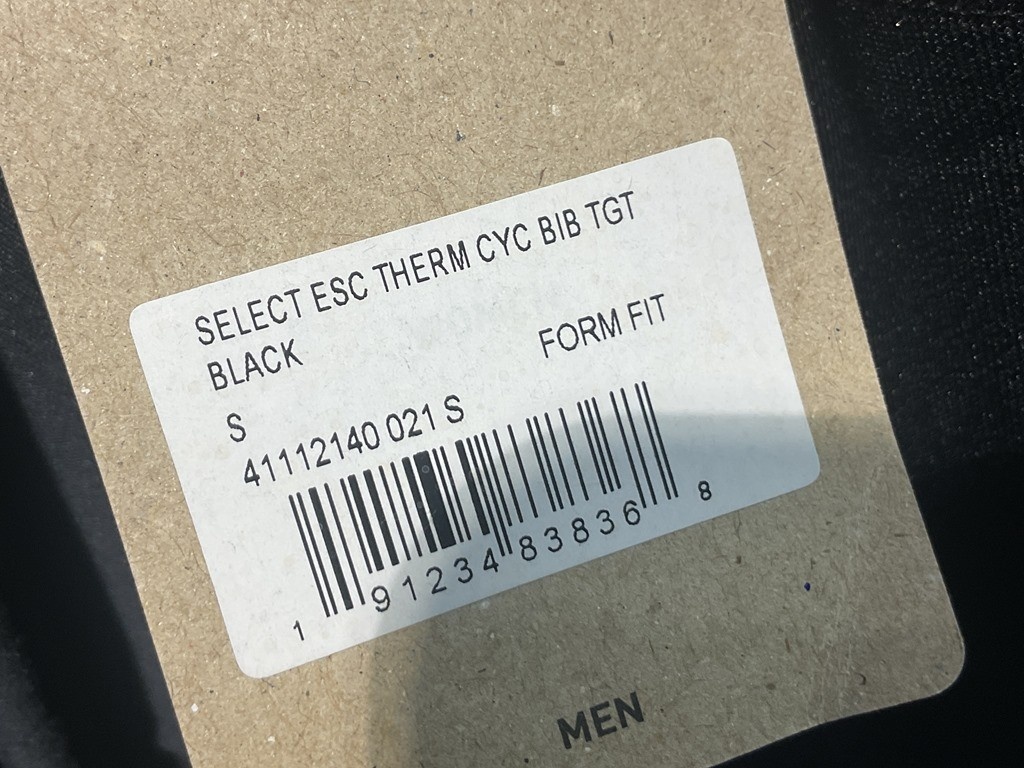 SELECT ESC THERM CYC BIB TGT
BLACK
FORM FIT
S
41112140 021 S
1 91234 83836 8
MEN